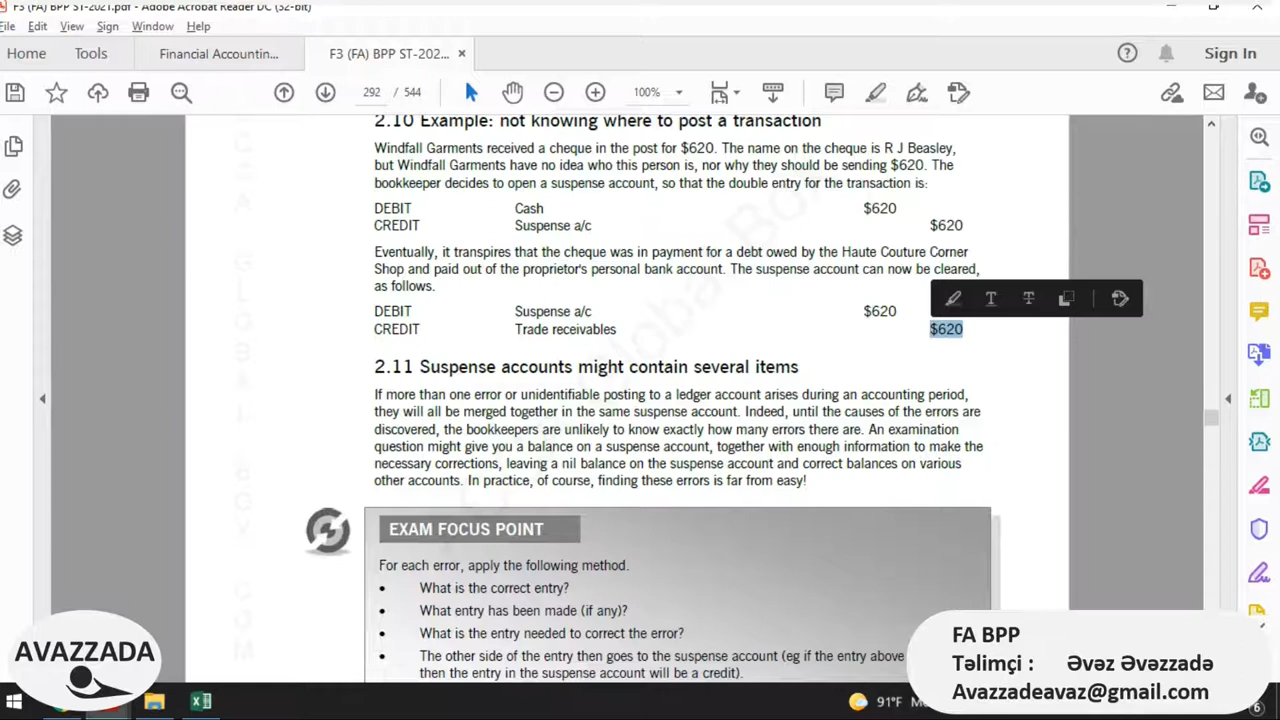 F3 (FA) BPP ST-2021.pdf - Adobe Acrobat Reader DC (32-bit)
File Edit View Sign Window Help
Home Tools Financial Accountin... F3 (FA) BPP ST-202... × Sign In
292 / 544 100%
2.10 Example: not knowing where to post a transaction
Windfall Garments received a cheque in the post for $620. The name on the cheque is R J Beasley,
but Windfall Garments have no idea who this person is, nor why they should be sending $620. The
bookkeeper decides to open a suspense account, so that the double entry for the transaction is:
DEBIT Cash $620
CREDIT Suspense a/c $620
Eventually, it transpires that the cheque was in payment for a debt owed by the Haute Couture Corner
Shop and paid out of the proprietor's personal bank account. The suspense account can now be cleared,
as follows.
DEBIT Suspense a/c $620
CREDIT Trade receivables $620
2.11 Suspense accounts might contain several items
If more than one error or unidentifiable posting to a ledger account arises during an accounting period,
they will all be merged together in the same suspense account. Indeed, until the causes of the errors are
discovered, the bookkeepers are unlikely to know exactly how many errors there are. An examination
question might give you a balance on a suspense account, together with enough information to make the
necessary corrections, leaving a nil balance on the suspense account and correct balances on various
other accounts. In practice, of course, finding these errors is far from easy!
EXAM FOCUS POINT
For each error, apply the following method.
• What is the correct entry?
• What entry has been made (if any)?
• What is the entry needed to correct the error?
• The other side of the entry then goes to the suspense account (eg if the entry above
then the entry in the suspense account will be a credit).
AVAZZADA
FA BPP
Təlimçi : Əvəz Əvəzzadə
Avazzadeavaz@gmail.com
91°F
6